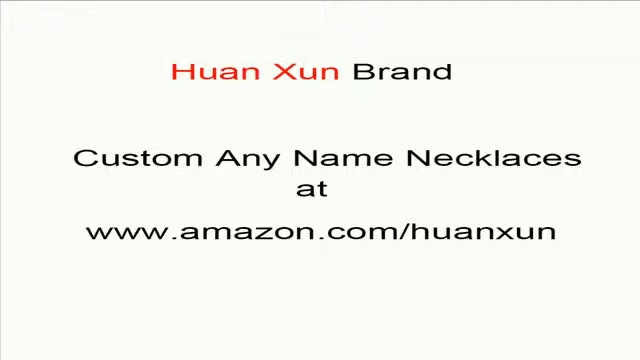 Huan Xun Brand
Custom Any Name Necklaces
at
www.amazon.com/huanxun